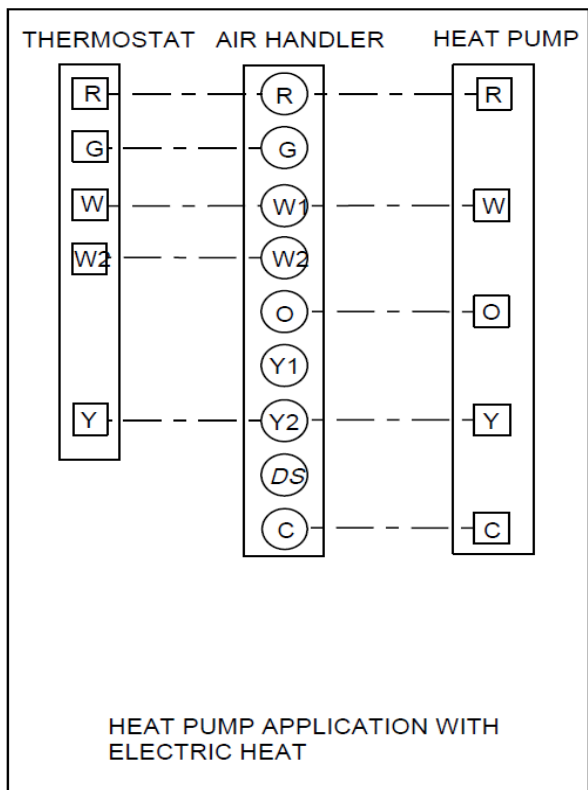 THERMOSTAT AIR HANDLER HEAT PUMP
R R R
G G
W W1 W
W2 W2
O O
Y1
Y Y2 Y
DS
C C
HEAT PUMP APPLICATION WITH
ELECTRIC HEAT